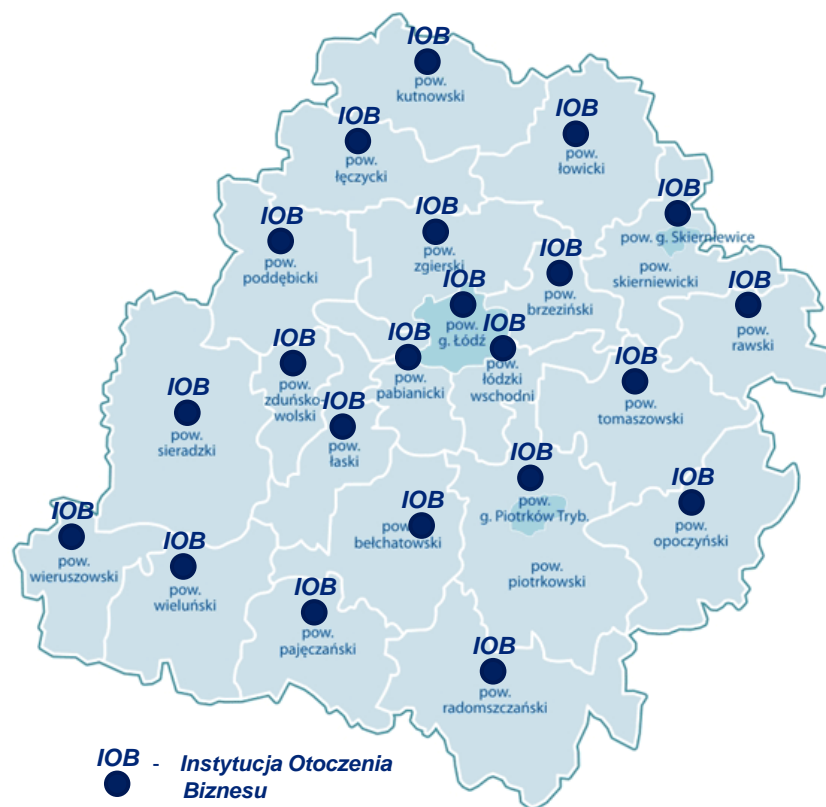 IOB
pow.
kutnowski
IOB
pow.
łęczycki
IOB
pow.
łowicki
IOB
pow. g. Skierniewice
pow.
skierniewicki
IOB
pow.
poddębicki
IOB
pow.
zgierski
IOB
pow.
brzeziński
IOB
pow.
rawski
IOB
pow.
g. Łódź
IOB
pow.
łódzki
wschodni
IOB
pow.
pabianicki
IOB
pow.
zduńsko-
wolski
IOB
pow.
tomaszowski
IOB
pow.
sieradzki
IOB
pow.
łaski
IOB
pow.
g. Piotrków Tryb.
pow.
piotrkowski
IOB
pow.
opoczyński
IOB
pow.
bełchatowski
IOB
pow.
wieruszowski
IOB
pow.
wieluński
IOB
pow.
pajęczański
IOB
pow.
radomszczański
IOB - Instytucja Otoczenia
Biznesu